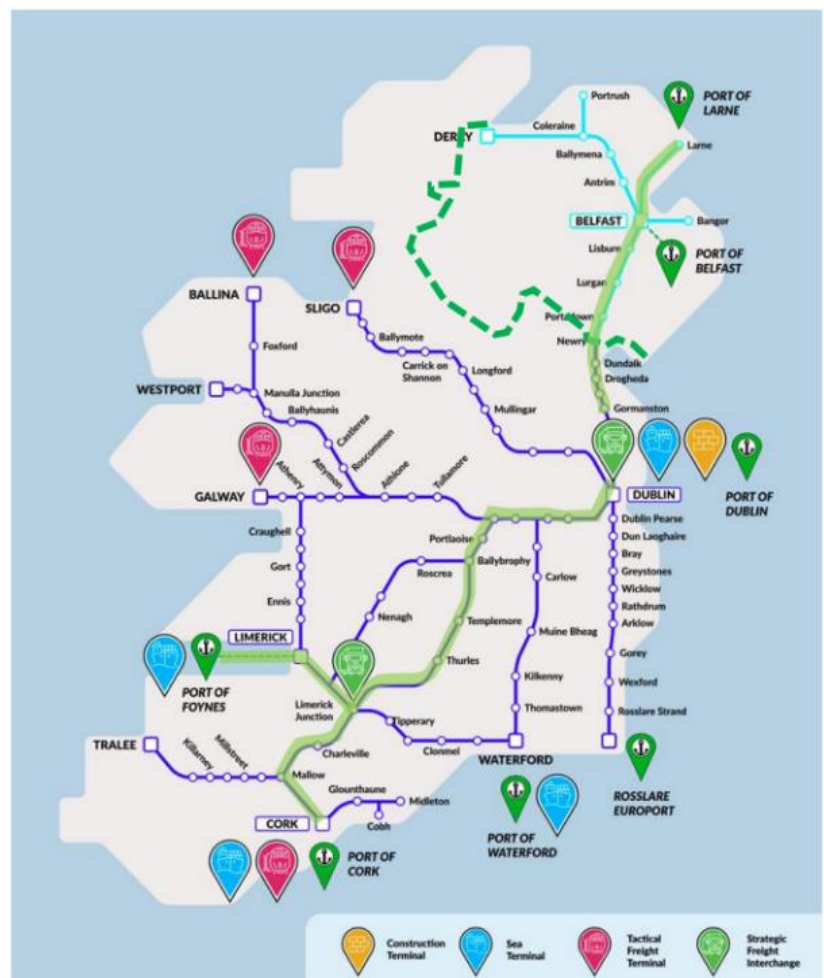 Portrush
PORT OF
LARNE
Coleraine
DERRY
Larne
Ballymena
Antrim
BELFAST
Bangor
Lisburn
PORT OF
BELFAST
Lurgan
BALLINA
SLIGO
Portadown
Newry
Ballymote
Foxford
Dundalk
Carrick on
Shannon
Longford
Drogheda
WESTPORT
Manulla Junction
Gormanston
Mullingar
Ballyhaunis
Castlerea
Roscommon
Athenry
Attymon
Athlone
Tullamore
GALWAY
DUBLIN
PORT OF
DUBLIN
Craughell
Portlaoise
Dublin Pearse
Dun Laoghaire
Ballybrophy
Bray
Gort
Roscrea
Carlow
Greystones
Wicklow
Ennis
Nenagh
Templemore
Rathdrum
Arklow
Muine Bheag
LIMERICK
Gorey
Thurles
PORT OF
FOYNES
Kilkenny
Wexford
Limerick
Junction
Thomastown
Rosslare Strand
Tipperary
TRALEE
Killarney
Millstreet
Charleville
Clonmel
WATERFORD
Mallow
Glounthaune
Midleton
ROSSLARE
EUROPORT
CORK
Cobh
PORT OF
WATERFORD
PORT OF
CORK
Construction
Terminal
Sea
Terminal
Tactical
Freight
Terminal
Strategic
Freight
Interchange